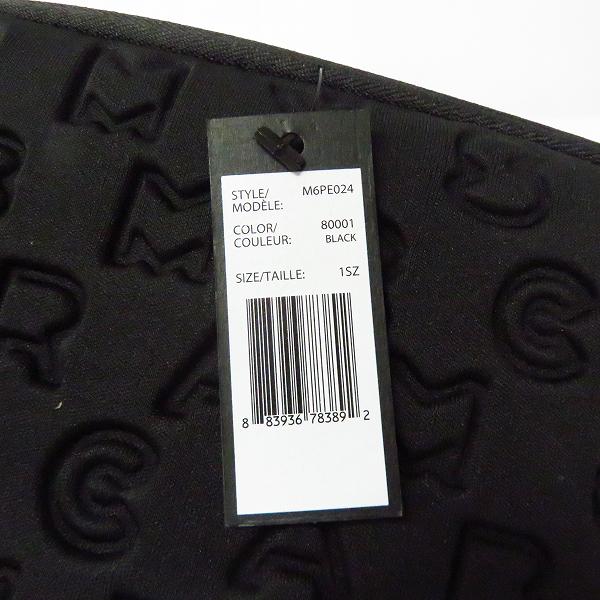 STYLE/ M6PE024
MODÈLE:
COLOR/ 80001
COULEUR: BLACK
SIZE/TAILLE: 1SZ
8 83936 78389 2
M
M
B
M
M
B
C
R
A
M
C
M
A
R